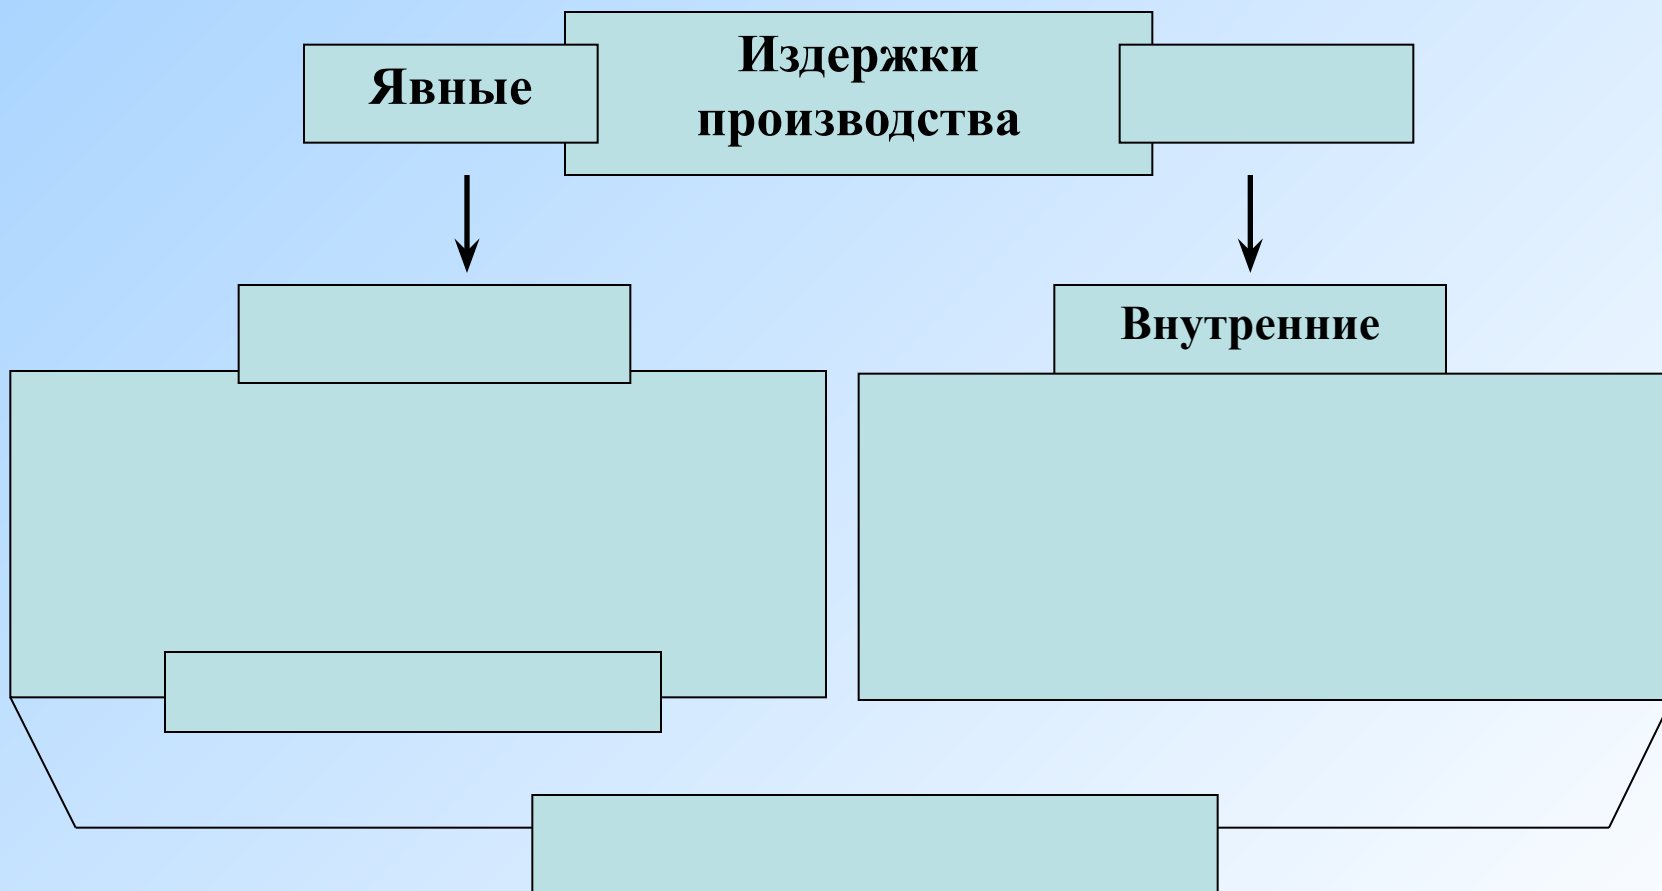 Издержки
производства
Явные
Внутренние